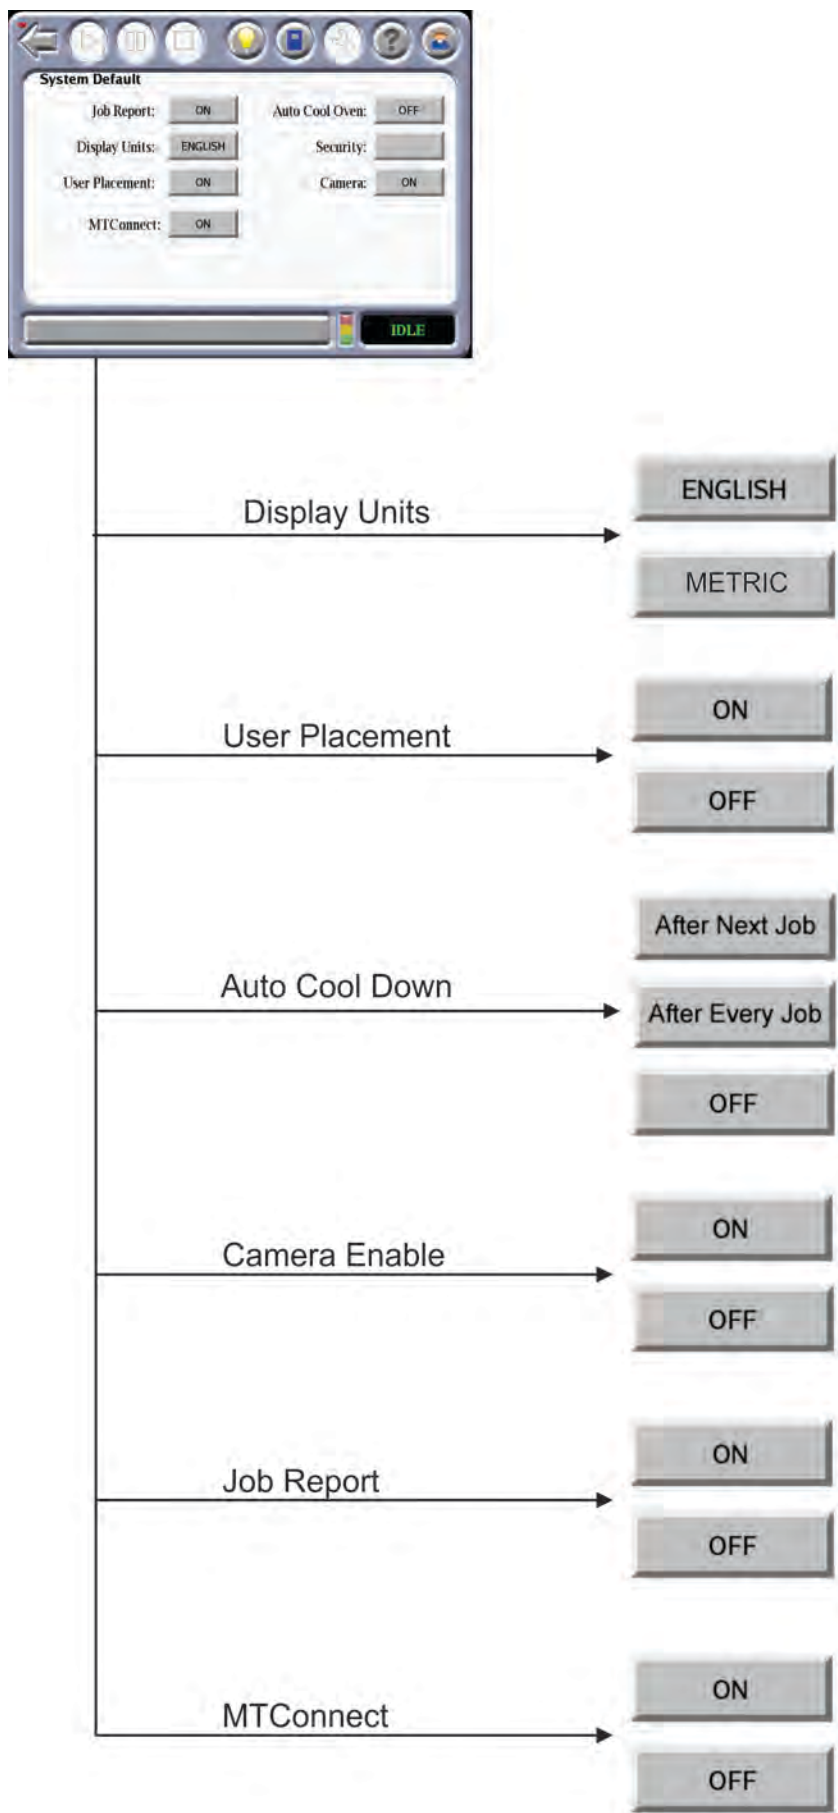 System Default
Job Report: ON Auto Cool Oven: OFF
Display Units: ENGLISH Security:
User Placement: ON Camera: ON
MTConnect: ON
IDLE
Display Units
ENGLISH
METRIC
User Placement
ON
OFF
Auto Cool Down
After Next Job
After Every Job
OFF
Camera Enable
ON
OFF
Job Report
ON
OFF
MTConnect
ON
OFF